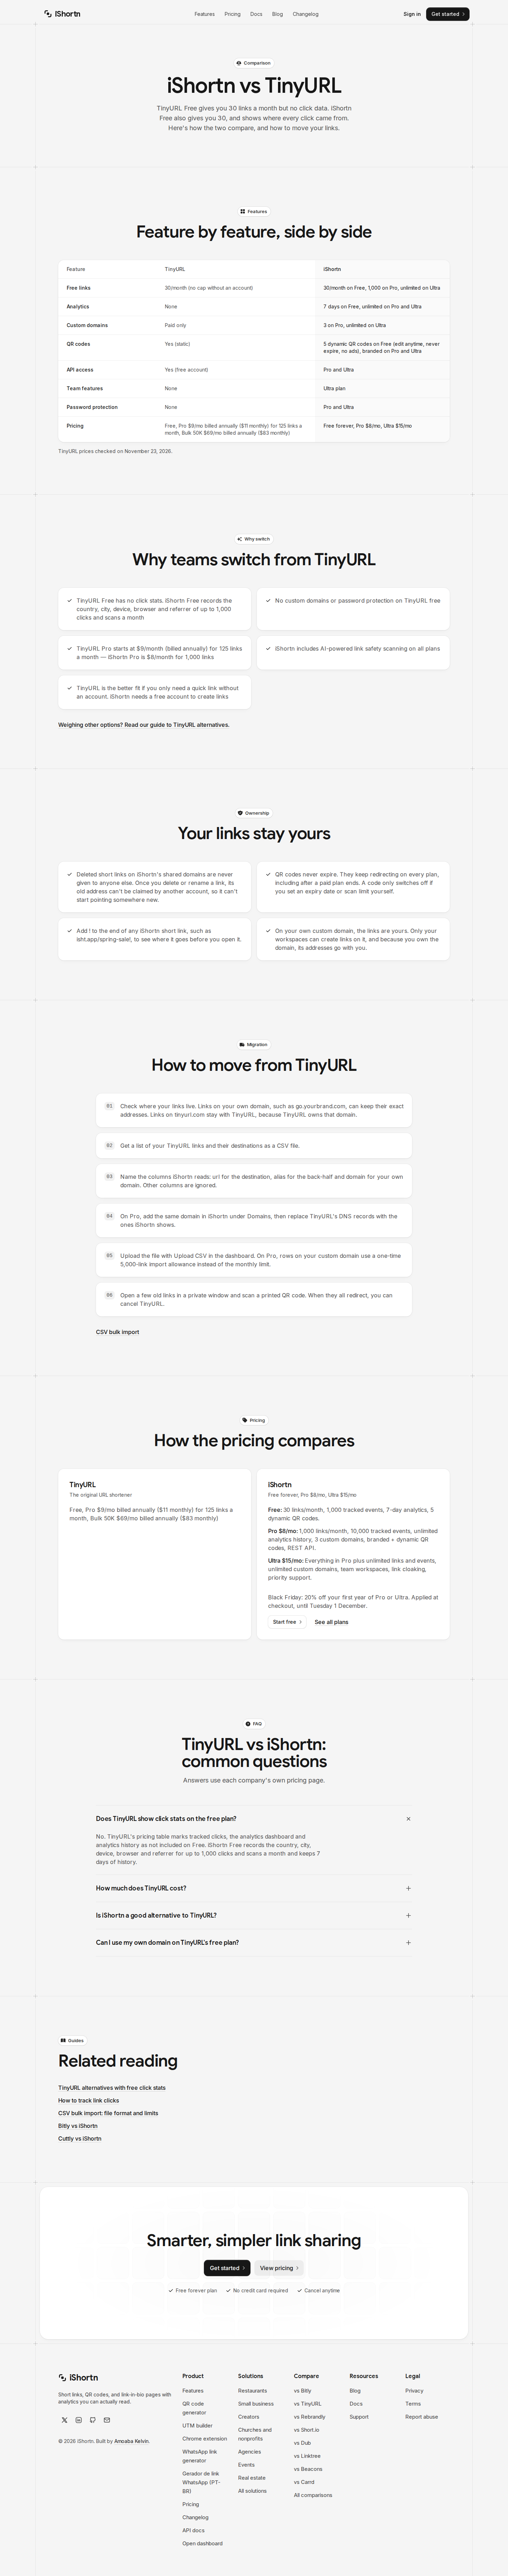 iShortn
Features
Pricing
Docs
Blog
Changelog
Sign in
Get started
Comparison
iShortn vs TinyURL
TinyURL Free gives you 30 links a month but no click data. iShortn
Free also gives you 30, and shows where every click came from.
Here's how the two compare, and how to move your links.
Features
Feature by feature, side by side
Feature
TinyURL
iShortn
Free links
30/month (no cap without an account)
30/month on Free, 1,000 on Pro, unlimited on Ultra
Analytics
None
7 days on Free, unlimited on Pro and Ultra
Custom domains
Paid only
3 on Pro, unlimited on Ultra
QR codes
Yes (static)
5 dynamic QR codes on Free (edit anytime, never
expire, no ads), branded on Pro and Ultra
API access
Yes (free account)
Pro and Ultra
Team features
None
Ultra plan
Password protection
None
Pro and Ultra
Pricing
Free, Pro $9/mo billed annually ($11 monthly) for 125 links a
month, Bulk 50K $69/mo billed annually ($83 monthly)
Free forever, Pro $8/mo, Ultra $15/mo
TinyURL prices checked on November 23, 2026.
Why switch
Why teams switch from TinyURL
TinyURL Free has no click stats. iShortn Free records the
country, city, device, browser and referrer of up to 1,000
clicks and scans a month
No custom domains or password protection on TinyURL free
TinyURL Pro starts at $9/month (billed annually) for 125 links
a month — iShortn Pro is $8/month for 1,000 links
iShortn includes AI-powered link safety scanning on all plans
TinyURL is the better fit if you only need a quick link without
an account. iShortn needs a free account to create links
Weighing other options? Read our guide to TinyURL alternatives.
Ownership
Your links stay yours
Deleted short links on iShortn's shared domains are never
given to anyone else. Once you delete or rename a link, its
old address can't be claimed by another account, so it can't
start pointing somewhere new.
QR codes never expire. They keep redirecting on every plan,
including after a paid plan ends. A code only switches off if
you set an expiry date or scan limit yourself.
Add ! to the end of any iShortn short link, such as
isht.app/spring-sale!, to see where it goes before you open it.
On your own custom domain, the links are yours. Only your
workspaces can create links on it, and because you own the
domain, its addresses go with you.
Migration
How to move from TinyURL
01
Check where your links live. Links on your own domain, such as go.yourbrand.com, can keep their exact
addresses. Links on tinyurl.com stay with TinyURL, because TinyURL owns that domain.
02
Get a list of your TinyURL links and their destinations as a CSV file.
03
Name the columns iShortn reads: url for the destination, alias for the back-half and domain for your own
domain. Other columns are ignored.
04
On Pro, add the same domain in iShortn under Domains, then replace TinyURL's DNS records with the
ones iShortn shows.
05
Upload the file with Upload CSV in the dashboard. On Pro, rows on your custom domain use a one-time
5,000-link import allowance instead of the monthly limit.
06
Open a few old links in a private window and scan a printed QR code. When they all redirect, you can
cancel TinyURL.
CSV bulk import
Pricing
How the pricing compares
TinyURL
The original URL shortener
Free, Pro $9/mo billed annually ($11 monthly) for 125 links a
month, Bulk 50K $69/mo billed annually ($83 monthly)
iShortn
Free forever, Pro $8/mo, Ultra $15/mo
Free: 30 links/month, 1,000 tracked events, 7-day analytics, 5
dynamic QR codes.
Pro $8/mo: 1,000 links/month, 10,000 tracked events, unlimited
analytics history, 3 custom domains, branded + dynamic QR
codes, REST API.
Ultra $15/mo: Everything in Pro plus unlimited links and events,
unlimited custom domains, team workspaces, link cloaking,
priority support.
Black Friday: 20% off your first year of Pro or Ultra. Applied at
checkout, until Tuesday 1 December.
Start free
See all plans
FAQ
TinyURL vs iShortn:
common questions
Answers use each company's own pricing page.
Does TinyURL show click stats on the free plan?
No. TinyURL's pricing table marks tracked clicks, the analytics dashboard and
analytics history as not included on Free. iShortn Free records the country, city,
device, browser and referrer for up to 1,000 clicks and scans a month and keeps 7
days of history.
How much does TinyURL cost?
Is iShortn a good alternative to TinyURL?
Can I use my own domain on TinyURL's free plan?
Guides
Related reading
TinyURL alternatives with free click stats
How to track link clicks
CSV bulk import: file format and limits
Bitly vs iShortn
Cuttly vs iShortn
Smarter, simpler link sharing
Get started
View pricing
Free forever plan
No credit card required
Cancel anytime
iShortn
Short links, QR codes, and link-in-bio pages with
analytics you can actually read.
© 2026 iShortn. Built by Amoaba Kelvin.
Product
Features
QR code
generator
UTM builder
Chrome extension
WhatsApp link
generator
Gerador de link
WhatsApp (PT-
BR)
Pricing
Changelog
API docs
Open dashboard
Solutions
Restaurants
Small business
Creators
Churches and
nonprofits
Agencies
Events
Real estate
All solutions
Compare
vs Bitly
vs TinyURL
vs Rebrandly
vs Short.io
vs Dub
vs Linktree
vs Beacons
vs Carrd
All comparisons
Resources
Blog
Docs
Support
Legal
Privacy
Terms
Report abuse